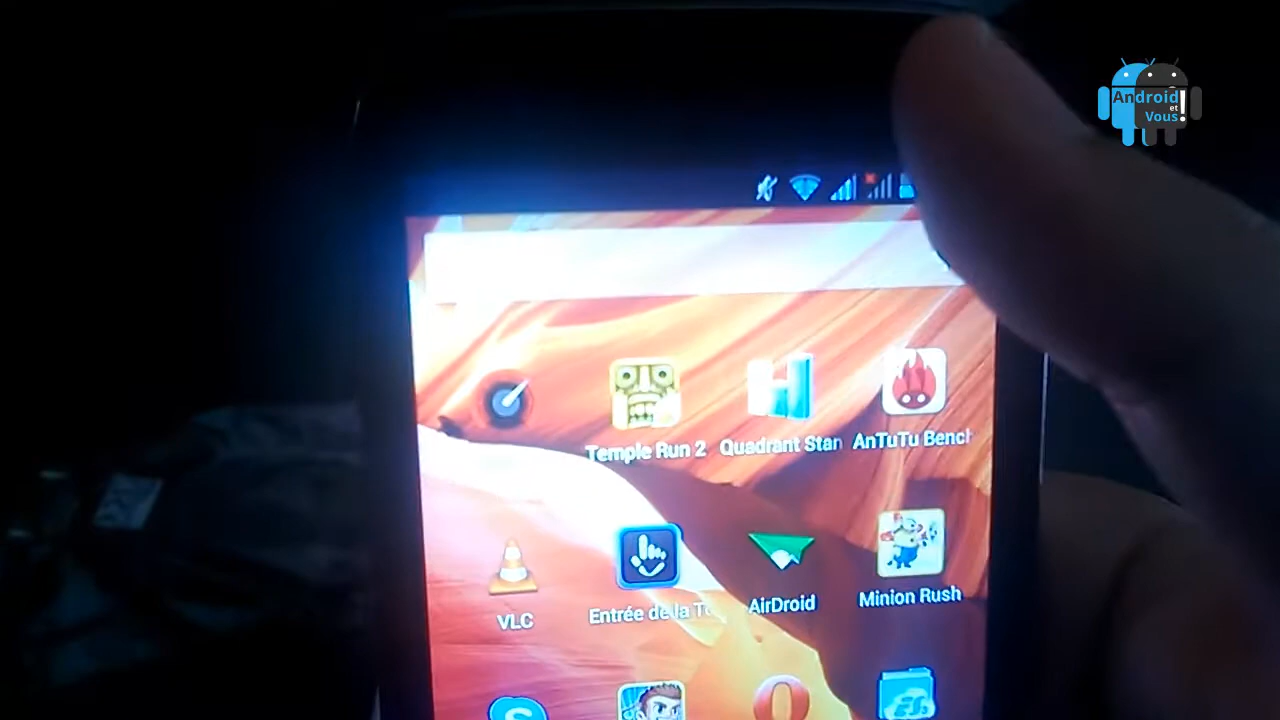 Android
et
Vous!
Temple Run 2
Quadrant Stan
AnTuTu Bench
VLC
Entrée de la T
AirDroid
Minion Rush